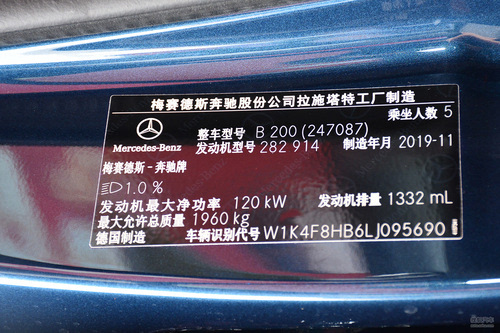 梅赛德斯奔驰股份公司拉施塔特工厂制造
乘坐人数 5
Mercedes-Benz
整车型号 B 200 (247087)
发动机型号 282 914 制造年月 2019-11
梅赛德斯-奔驰牌
1.0 %
发动机最大净功率 120 kW 发动机排量 1332 mL
最大允许总质量 1960 kg
德国制造 车辆识别代号 W1K4F8HB6LJ095690